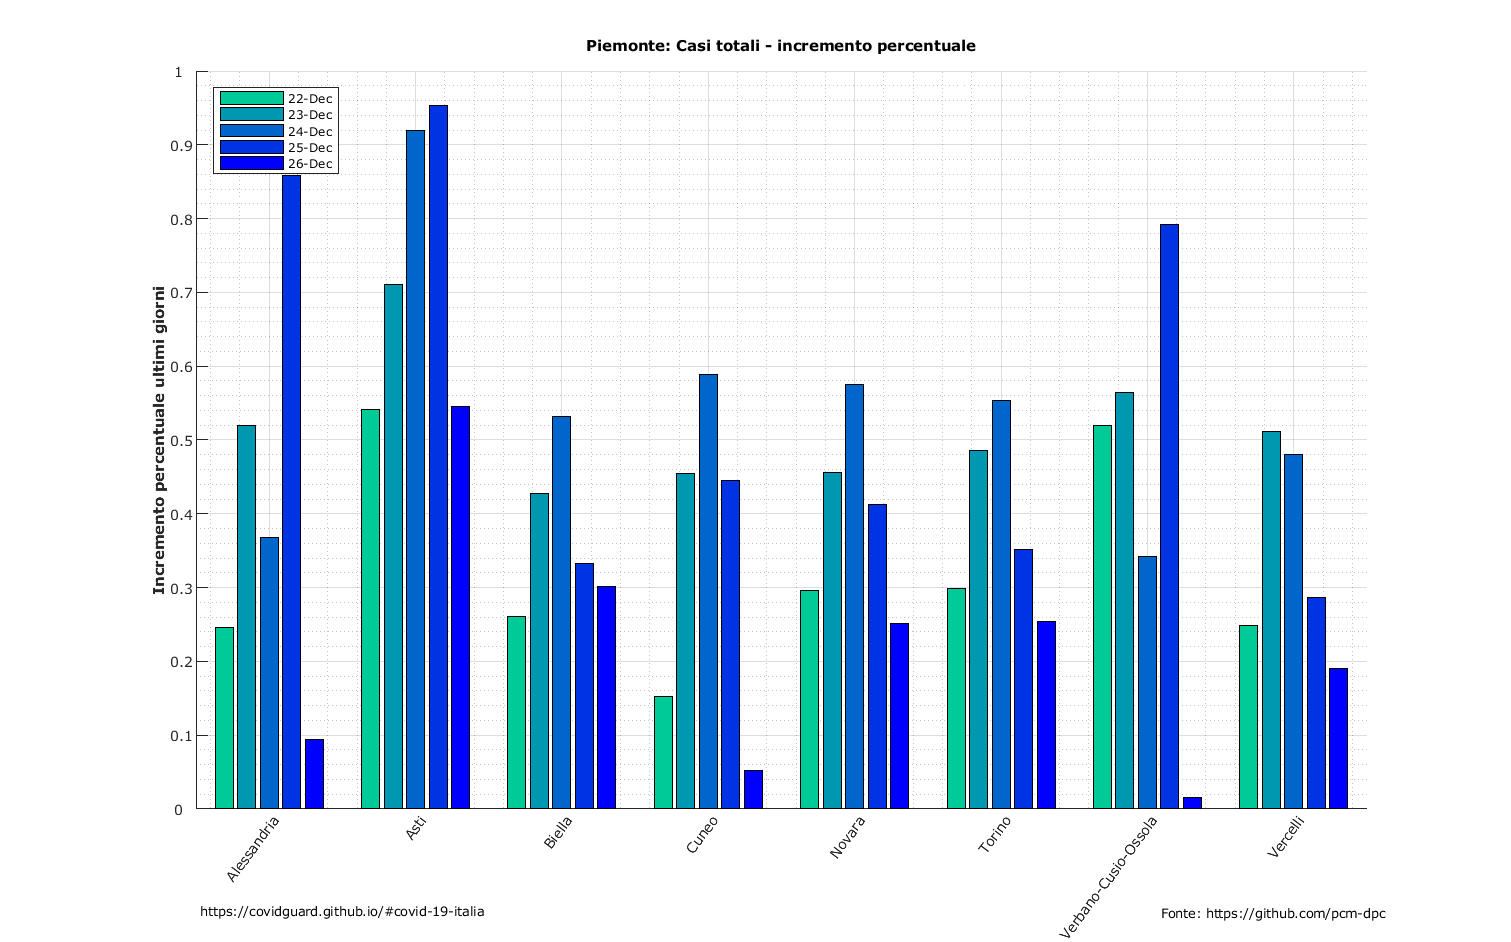 Piemonte: Casi totali - incremento percentuale
22-Dec
23-Dec
24-Dec
25-Dec
26-Dec
Incremento percentuale ultimi giorni
1
0.9
0.8
0.7
0.6
0.5
0.4
0.3
0.2
0.1
0
Alessandria
Asti
Biella
Cuneo
Novara
Torino
Verbano-Cusio-Ossola
Vercelli
https://covidguard.github.io/#covid-19-italia
Fonte: https://github.com/pcm-dpc